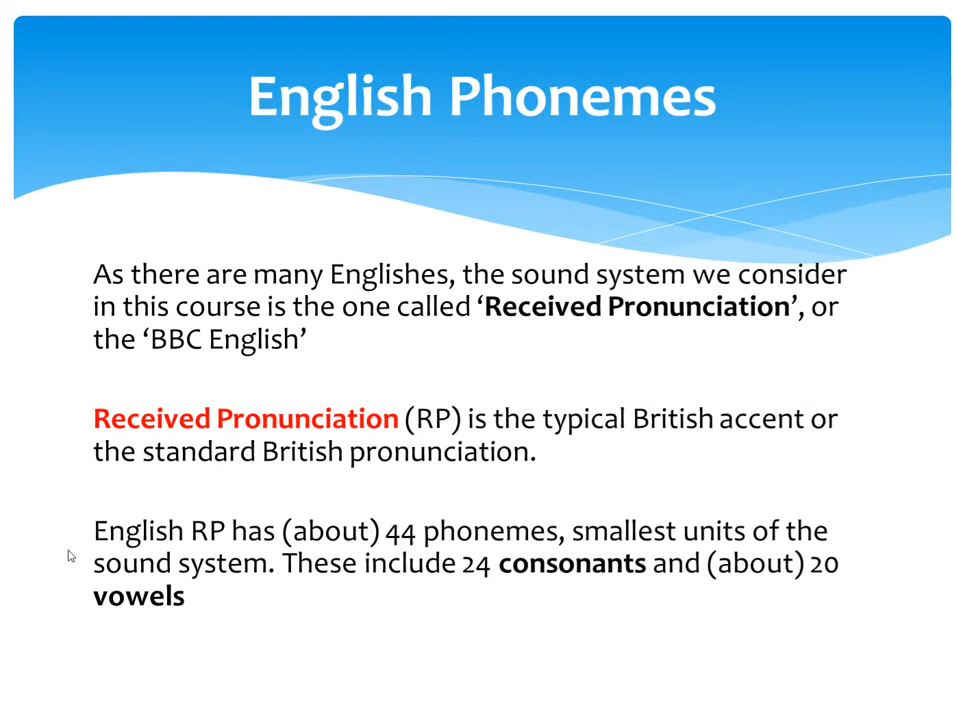 English Phonemes
As there are many Englishes, the sound system we consider
in this course is the one called ‘Received Pronunciation’, or
the ‘BBC English’
Received Pronunciation (RP) is the typical British accent or
the standard British pronunciation.
English RP has (about) 44 phonemes, smallest units of the
sound system. These include 24 consonants and (about) 20
vowels